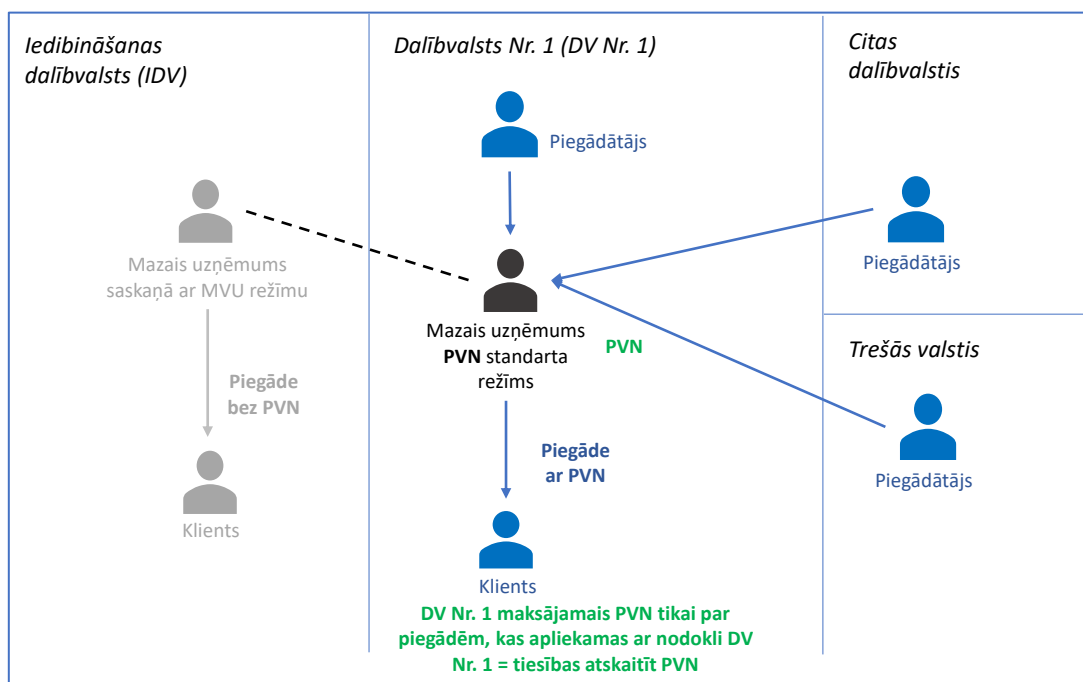 Iedibināšanas
dalībvalsts (IDV)
Mazais uzņēmums
saskaņā ar MVU režīmu
Piegāde
bez PVN
Klients
Dalībvalsts Nr. 1 (DV Nr. 1)
Piegādātājs
Mazais uzņēmums
PVN standarta
režīms
PVN
Piegāde
ar PVN
Klients
DV Nr. 1 maksājamais PVN tikai par
piegādēm, kas apliekamas ar nodokli DV
Nr. 1 = tiesības atskaitīt PVN
Citas
dalībvalstis
Piegādātājs
Trešās valstis
Piegādātājs